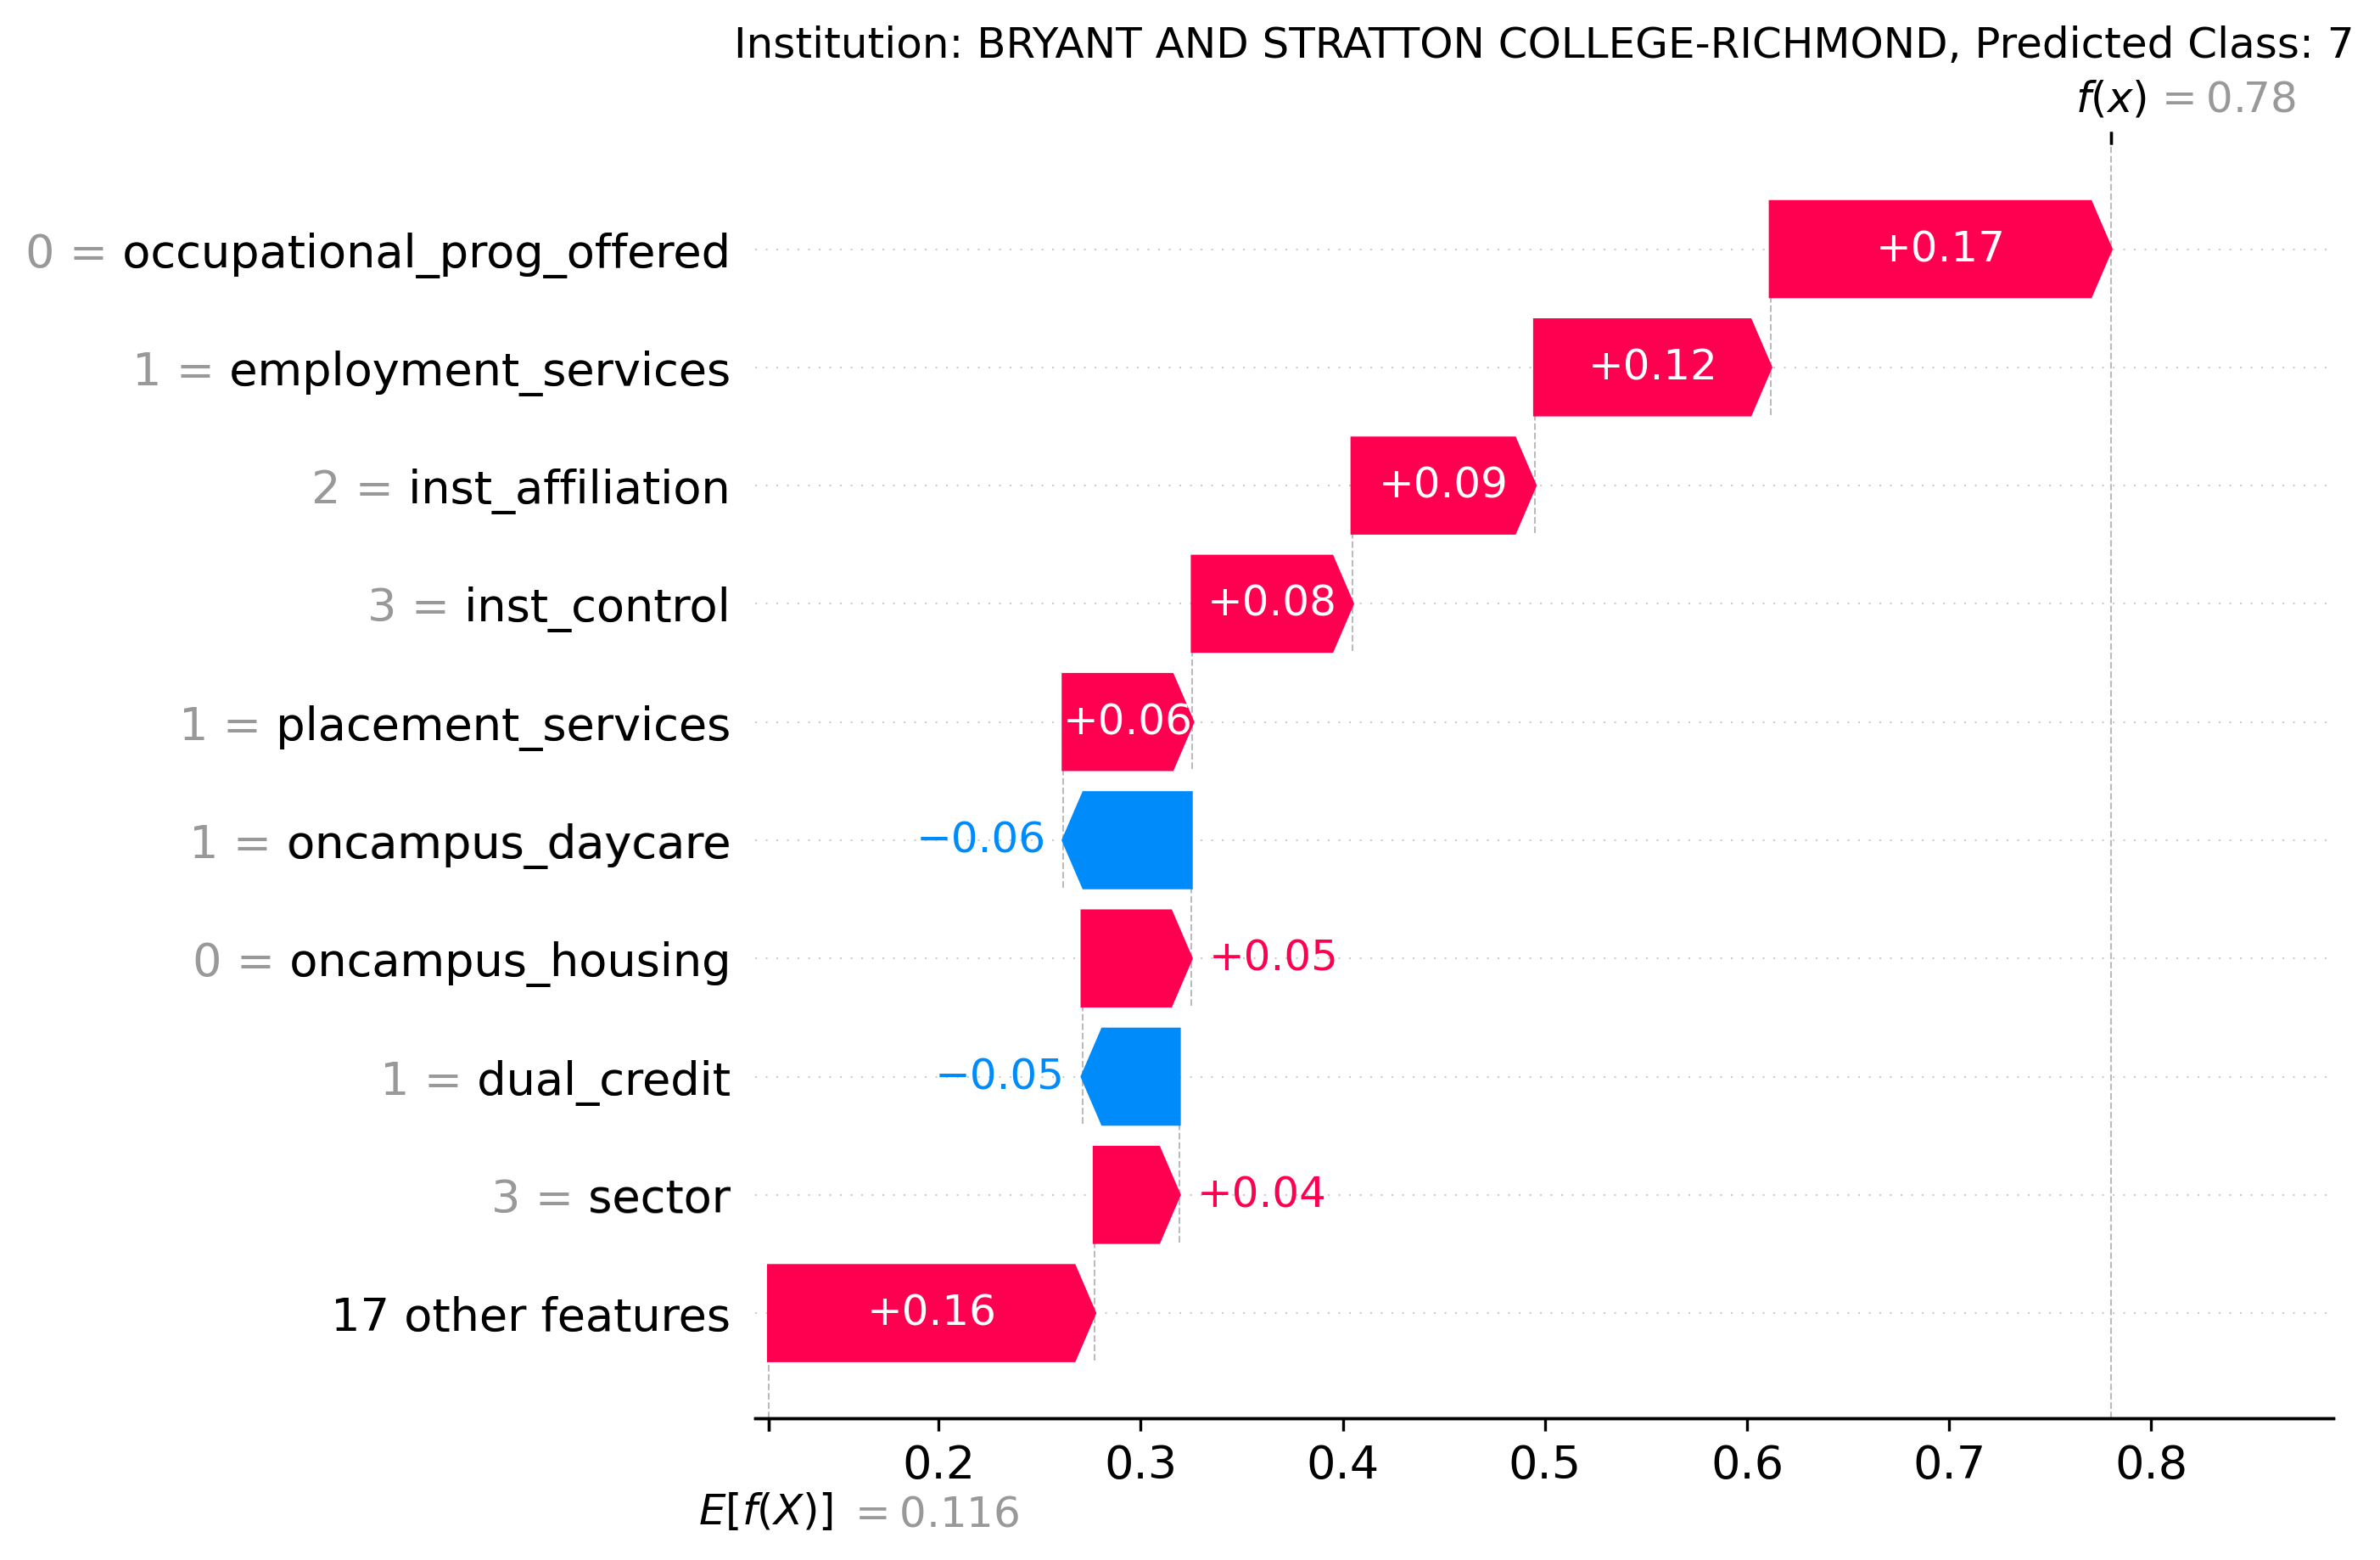 Institution: BRYANT AND STRATTON COLLEGE-RICHMOND, Predicted Class: 7
f(x) = 0.78
0 = occupational_prog_offered +0.17
1 = employment_services +0.12
2 = inst_affiliation +0.09
3 = inst_control +0.08
1 = placement_services +0.06
1 = oncampus_daycare −0.06
0 = oncampus_housing +0.05
1 = dual_credit −0.05
3 = sector +0.04
17 other features +0.16
0.2 0.3 0.4 0.5 0.6 0.7 0.8
E[f(X)] = 0.116